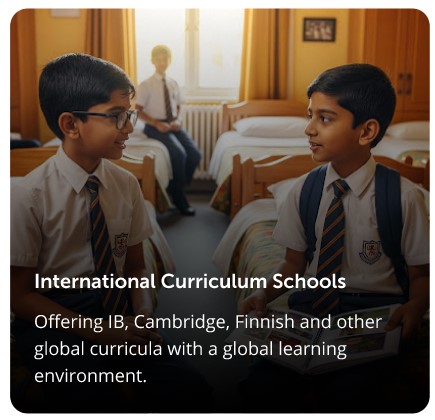 International Curriculum Schools
Offering IB, Cambridge, Finnish and other
global curricula with a global learning
environment.